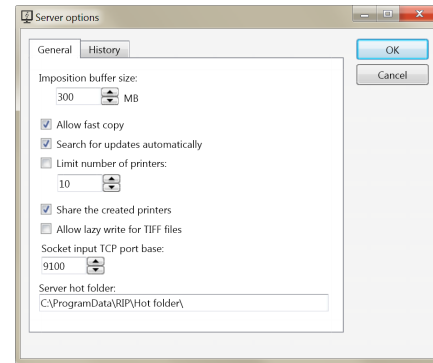 Server options
General
History
OK
Cancel
Imposition buffer size:
300 MB
Allow fast copy
Search for updates automatically
Limit number of printers:
10
Share the created printers
Allow lazy write for TIFF files
Socket input TCP port base:
9100
Server hot folder:
C:\ProgramData\RIP\Hot folder\